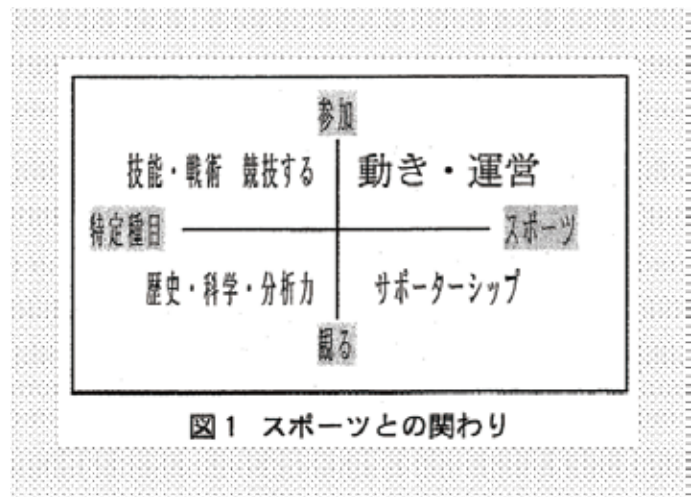 参加
技能・戦術 競技する 動き・運営
特定種目 スポーツ
歴史・科学・分析力 サポーターシップ
観る
図1 スポーツとの関わり